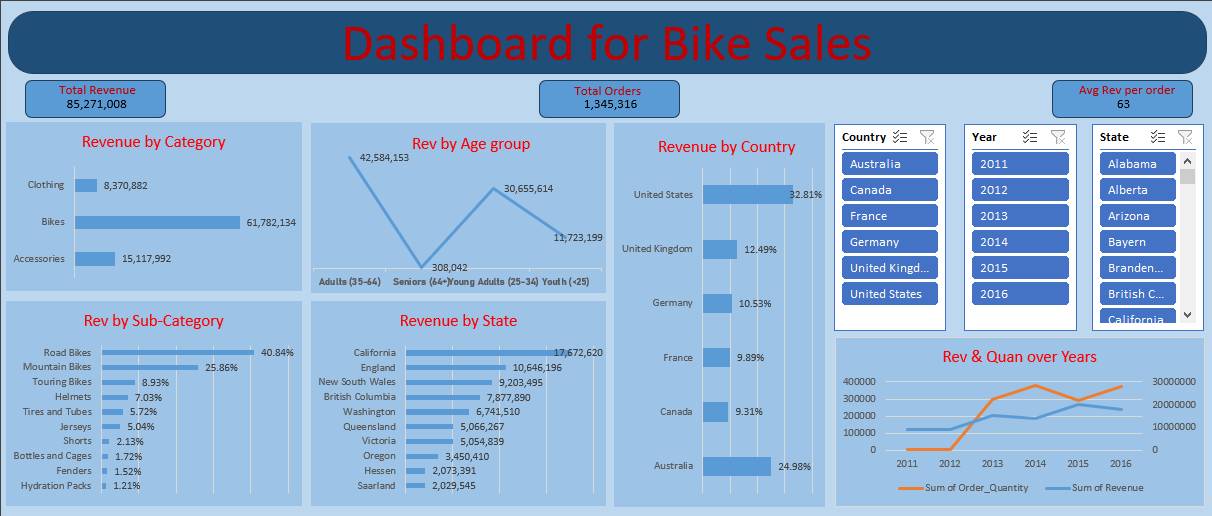 Dashboard for Bike Sales
Total Revenue
85,271,008
Total Orders
1,345,316
Avg Rev per order
63
Revenue by Category
Clothing 8,370,882
Bikes 61,782,134
Accessories 15,117,992
Rev by Age group
42,584,153
30,655,614
11,723,199
308,042
Adults (35-64) Seniors (64+) Young Adults (25-34) Youth (<25)
Revenue by Country
United States 32.81%
United Kingdom 12.49%
Germany 10.53%
France 9.89%
Canada 9.31%
Australia 24.98%
Country
Australia
Canada
France
Germany
United Kingd...
United States
Year
2011
2012
2013
2014
2015
2016
State
Alabama
Alberta
Arizona
Bayern
Branden...
British C...
California
Rev by Sub-Category
Road Bikes 40.84%
Mountain Bikes 25.86%
Touring Bikes 8.93%
Helmets 7.03%
Tires and Tubes 5.72%
Jerseys 5.04%
Shorts 2.13%
Bottles and Cages 1.72%
Fenders 1.52%
Hydration Packs 1.21%
Revenue by State
California 17,672,620
England 10,646,196
New South Wales 9,203,495
British Columbia 7,877,890
Washington 6,741,510
Queensland 5,066,267
Victoria 5,054,839
Oregon 3,450,410
Hessen 2,073,391
Saarland 2,029,545
Rev & Quan over Years
400000 30000000
300000 20000000
200000
100000 10000000
0 0
2011 2012 2013 2014 2015 2016
Sum of Order_Quantity Sum of Revenue